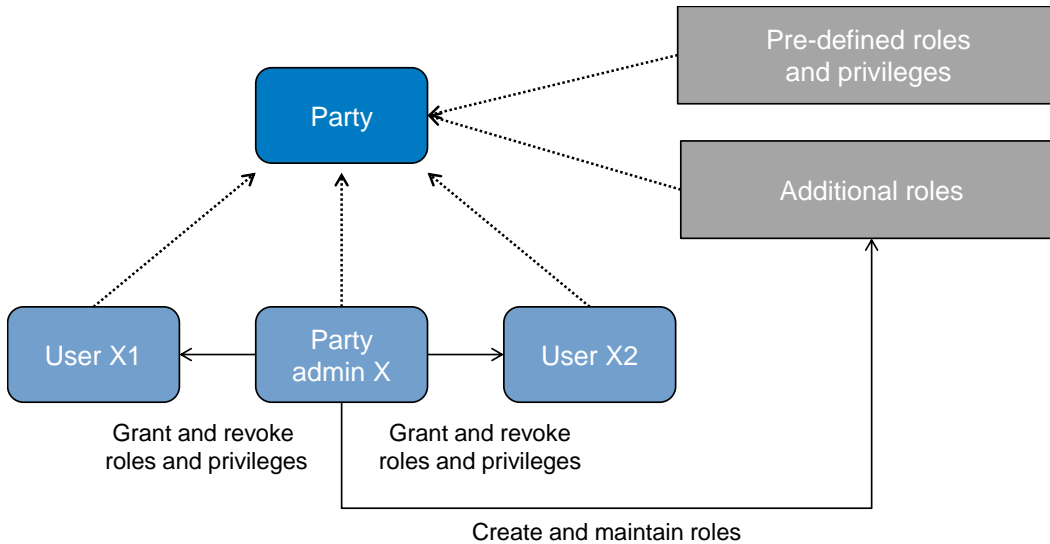 Pre-defined roles
and privileges
Party
Additional roles
User X1
Party
admin X
User X2
Grant and revoke
roles and privileges
Grant and revoke
roles and privileges
Create and maintain roles